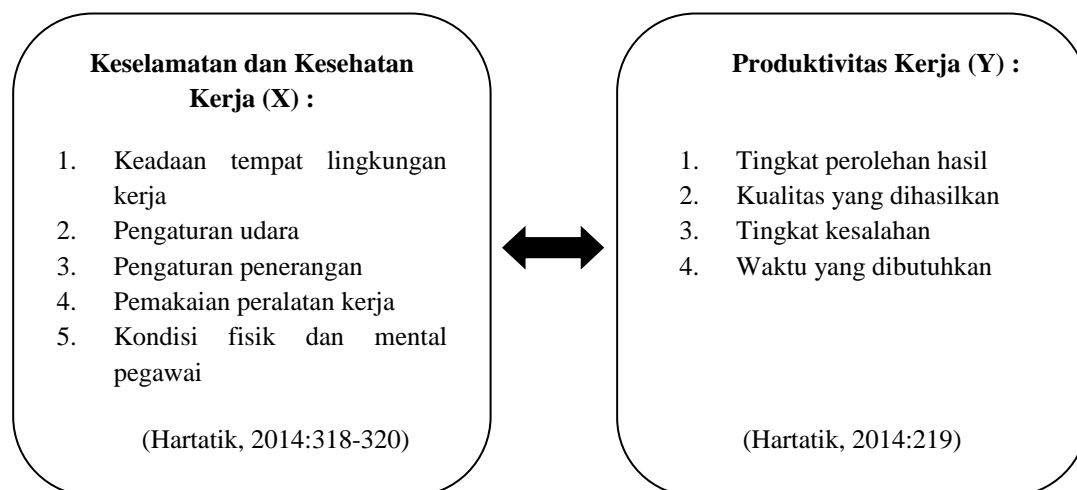 Keselamatan dan Kesehatan
Kerja (X) :
1. Keadaan tempat lingkungan
kerja
2. Pengaturan udara
3. Pengaturan penerangan
4. Pemakaian peralatan kerja
5. Kondisi fisik dan mental
pegawai
(Hartatik, 2014:318-320)
Produktivitas Kerja (Y) :
1. Tingkat perolehan hasil
2. Kualitas yang dihasilkan
3. Tingkat kesalahan
4. Waktu yang dibutuhkan
(Hartatik, 2014:219)